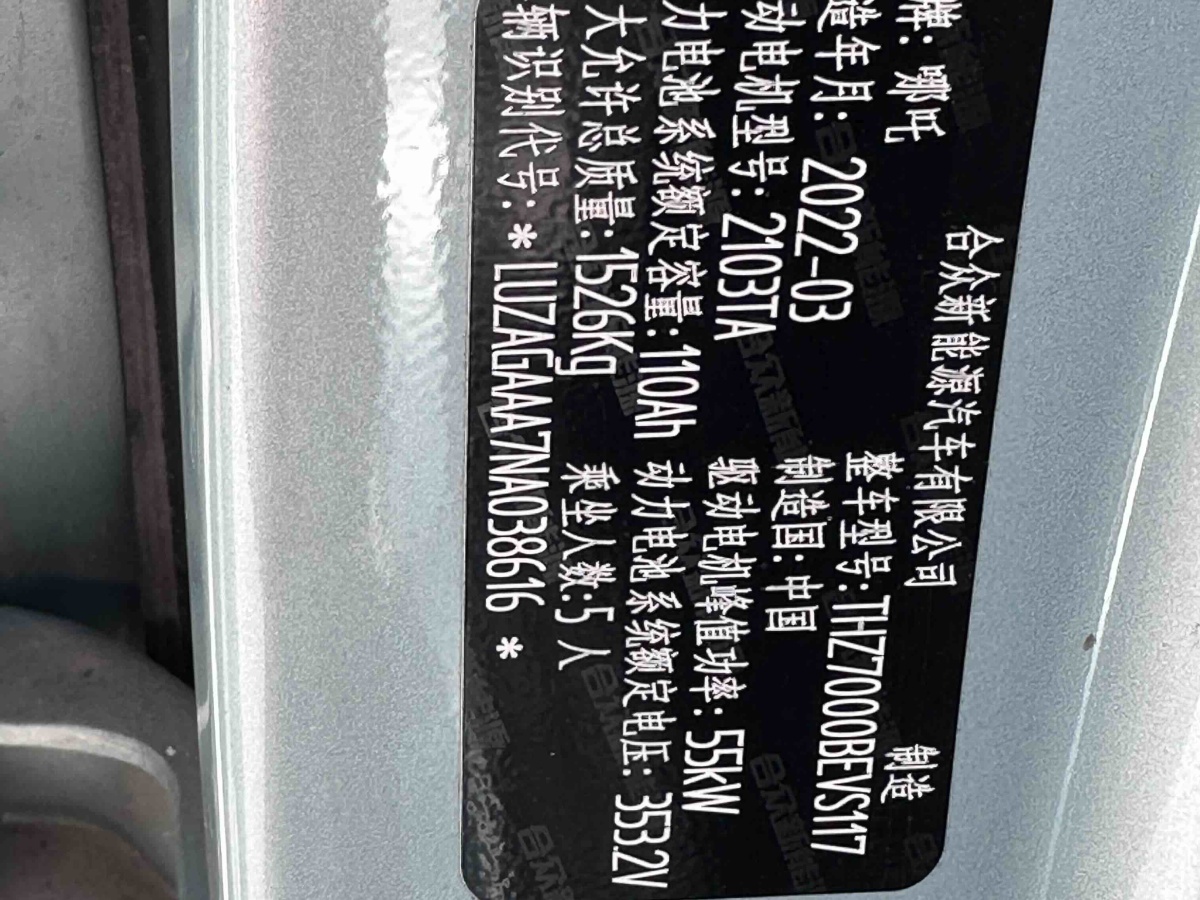 合众新能源汽车有限公司 制造
牌: 哪吒 整车型号: THZ7000BEVS117
造年月: 2022-03 制造国: 中国
动电机型号: 2103TA 驱动电机峰值功率: 55kW
力电池系统额定容量: 110Ah 动力电池系统额定电压: 353.2V
大允许总质量: 1526kg 乘坐人数: 5 人
辆识别代号: * LUZAGAAA7NA038616 *